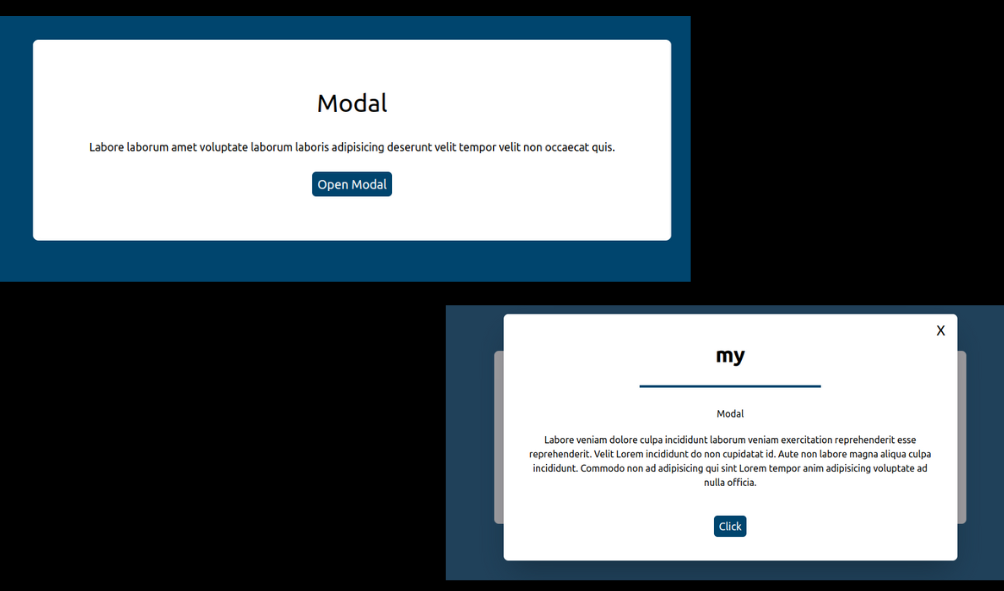 Modal
Labore laborum amet voluptate laborum laboris adipisicing deserunt velit tempor velit non occaecat quis.
Open Modal
X
my
Modal
Labore veniam dolore culpa incididunt laborum veniam exercitation reprehenderit esse
reprehenderit. Velit Lorem incididunt do non cupidatat id. Aute non labore magna aliqua culpa
incididunt. Commodo non ad adipisicing qui sint Lorem tempor anim adipisicing voluptate ad
nulla officia.
Click